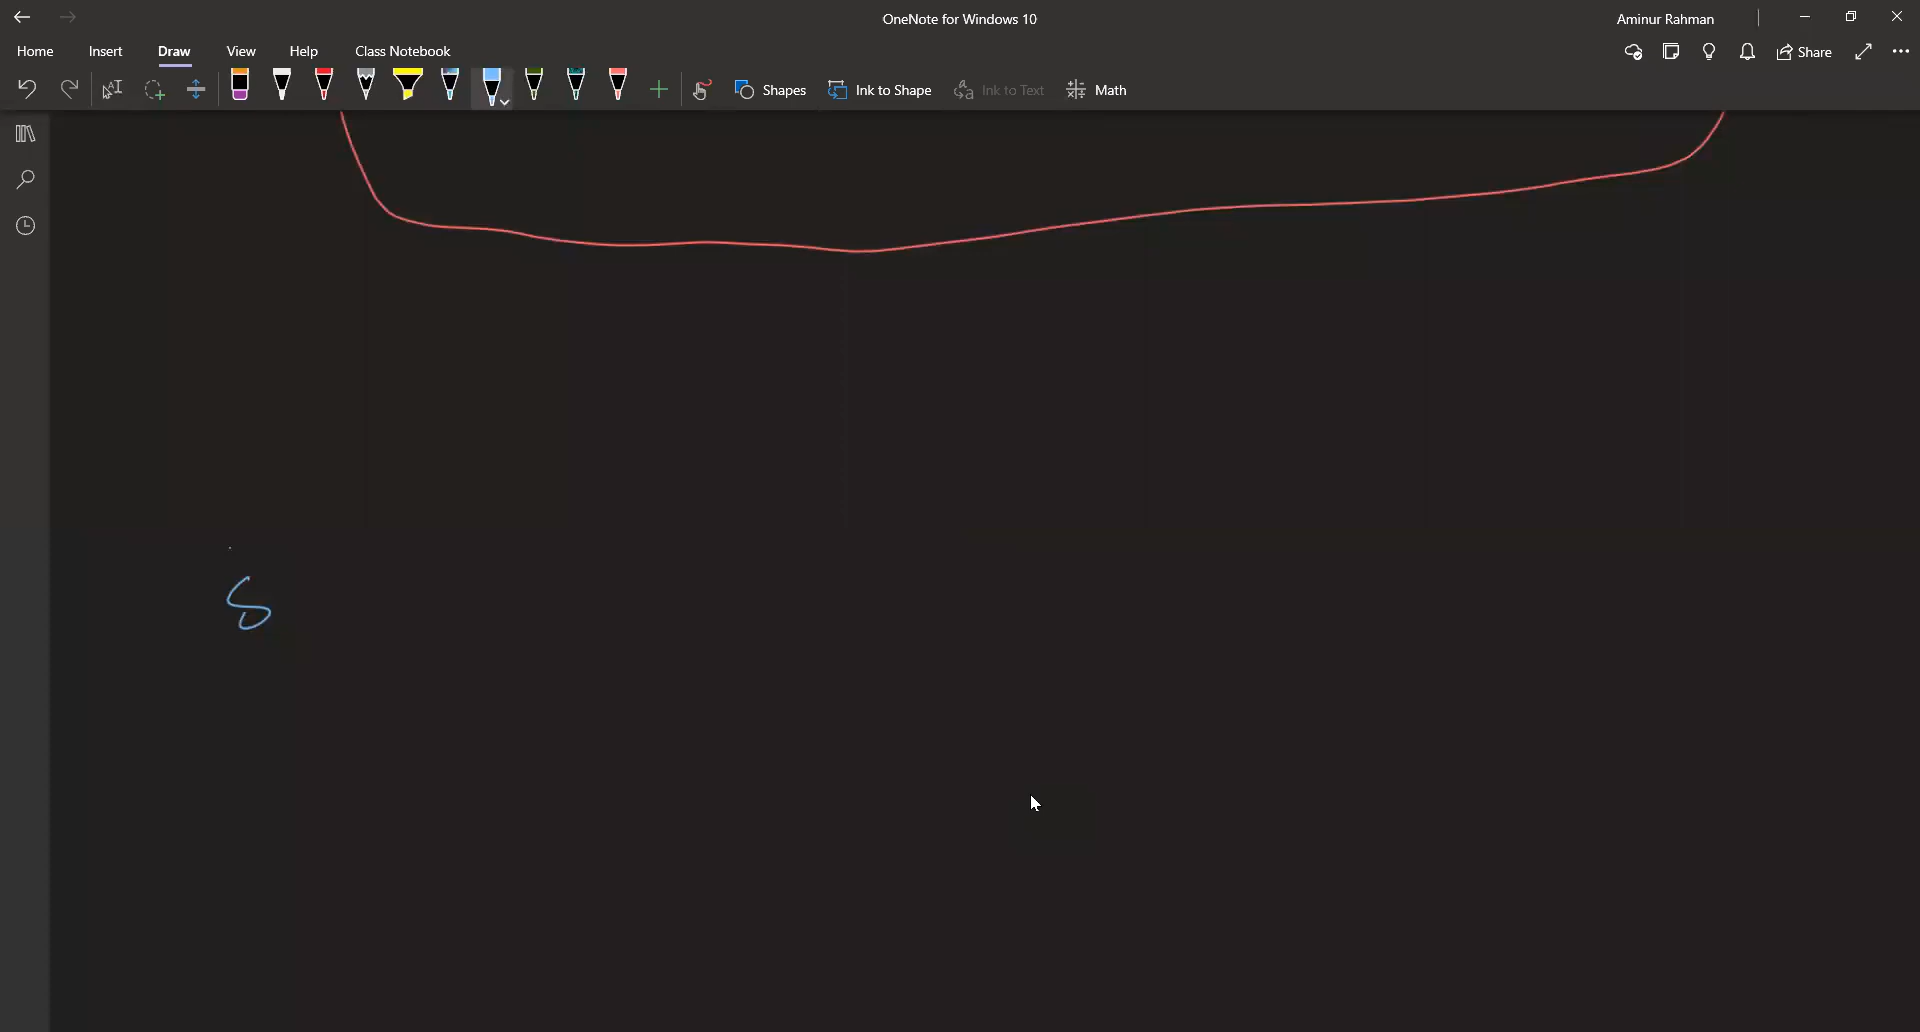 OneNote for Windows 10
Aminur Rahman
Home Insert Draw View Help Class Notebook
Share
Shapes Ink to Shape Ink to Text Math
S